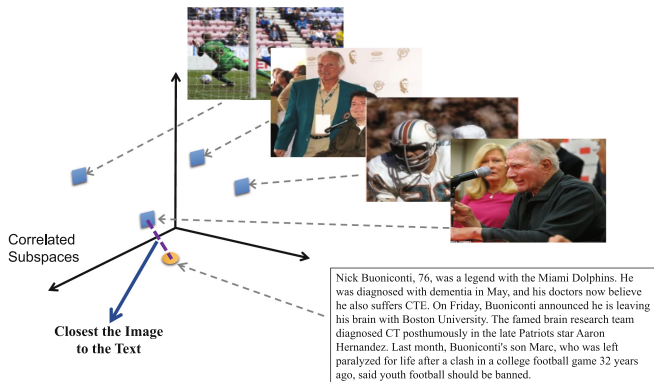 Correlated
Subspaces
Closest the Image
to the Text
Nick Buoniconti, 76, was a legend with the Miami Dolphins. He
was diagnosed with dementia in May, and his doctors now believe
he also suffers CTE. On Friday, Buoniconti announced he is leaving
his brain with Boston University. The famed brain research team
diagnosed CT posthumously in the late Patriots star Aaron
Hernandez. Last month, Buoniconti's son Marc, who was left
paralyzed for life after a clash in a college football game 32 years
ago, said youth football should be banned.